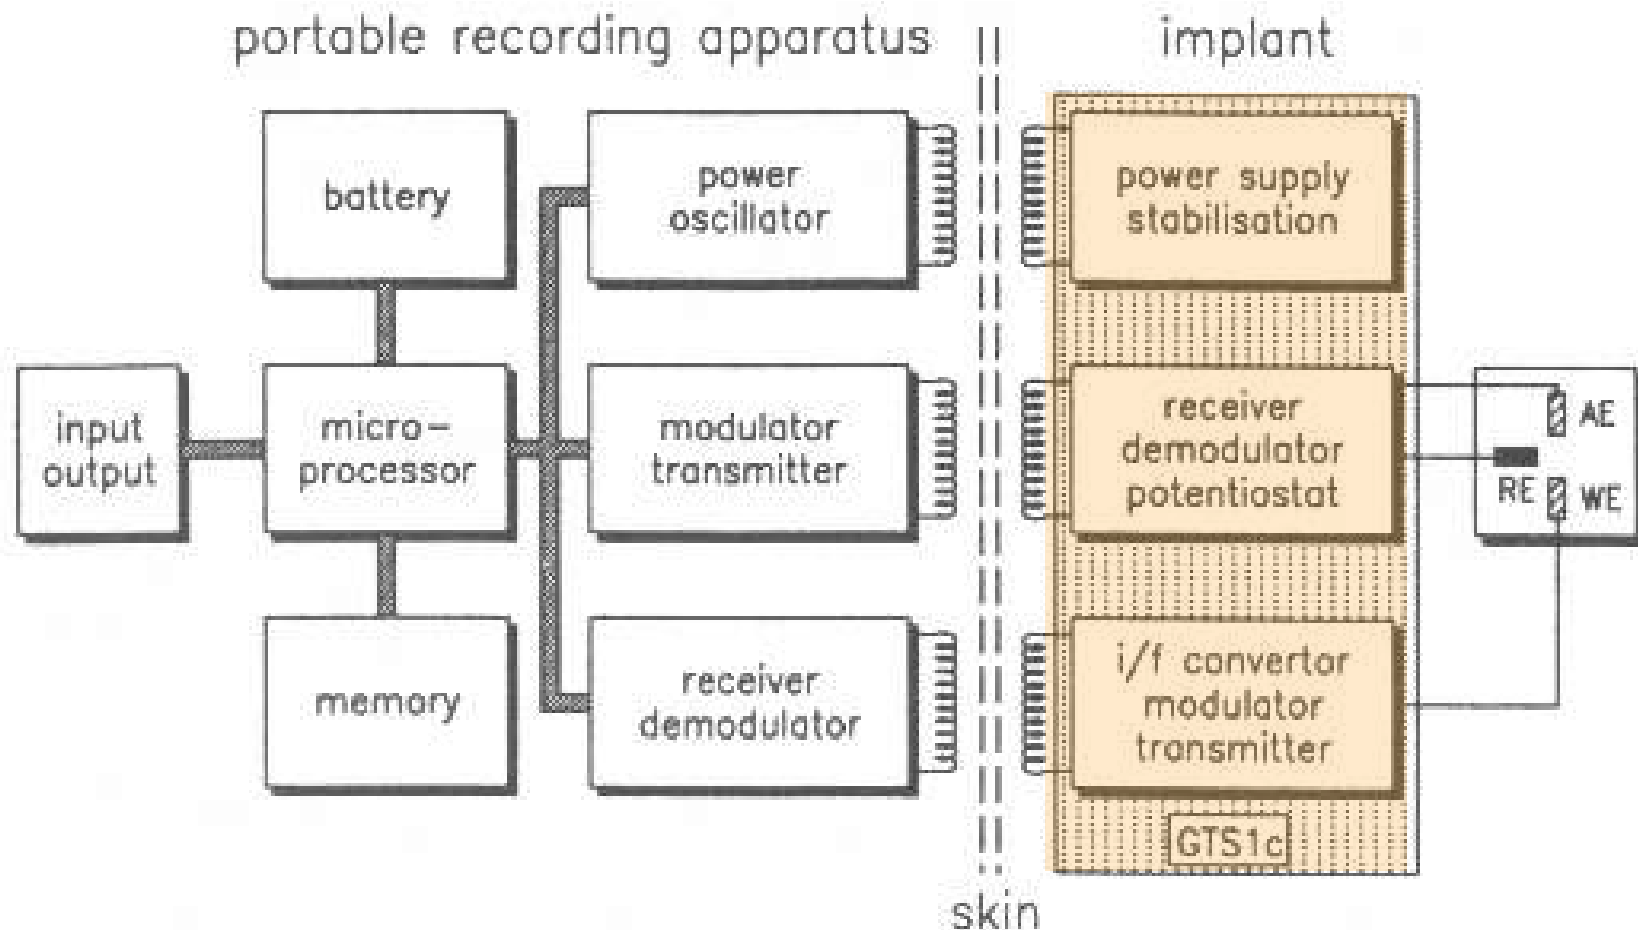 portable recording apparatus
implant
battery
power
oscillator
power supply
stabilisation
input
output
micro-
processor
modulator
transmitter
receiver
demodulator
potentiostat
AE
RE
WE
memory
receiver
demodulator
i/f convertor
modulator
transmitter
GTS1c
skin